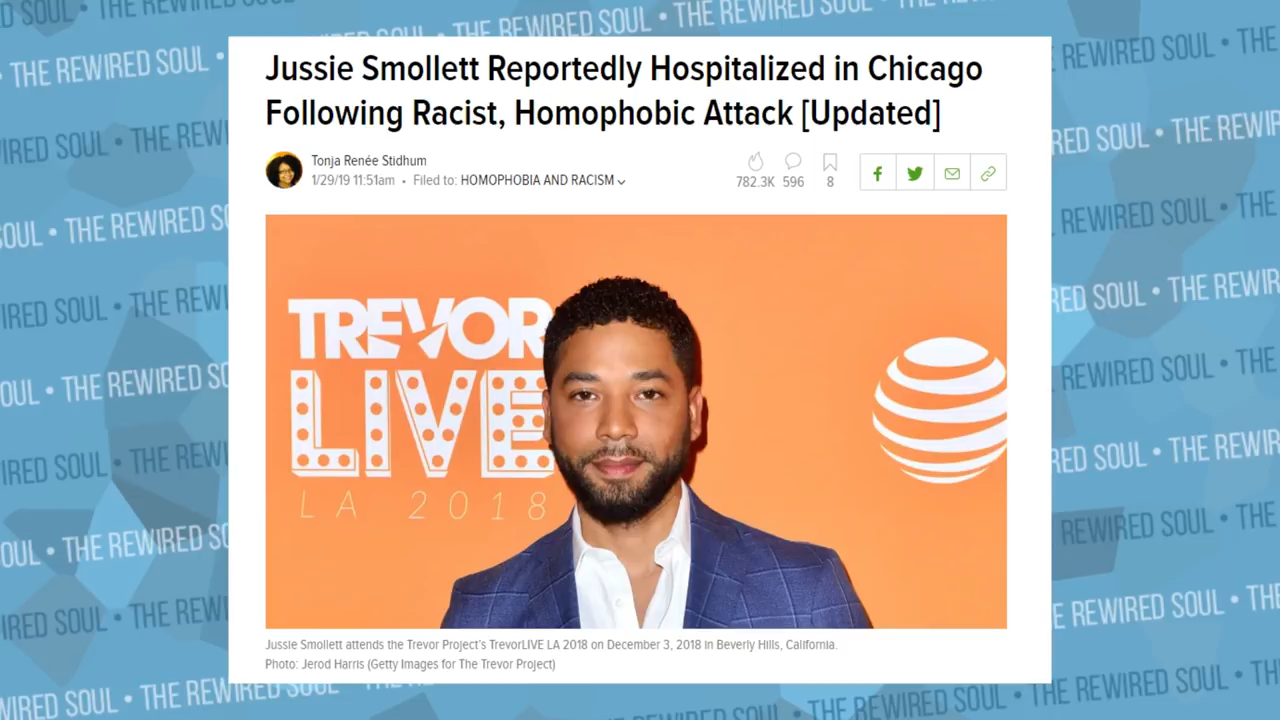 Jussie Smollett Reportedly Hospitalized in Chicago
Following Racist, Homophobic Attack [Updated]
Tonja Renée Stidhum
1/29/19 11:51am • Filed to: HOMOPHOBIA AND RACISM
782.3K 596 8
TREVOR
LIVE
LA 2018
Jussie Smollett attends the Trevor Project's TrevorLIVE LA 2018 on December 3, 2018 in Beverly Hills, California.
Photo: Jerod Harris (Getty Images for The Trevor Project)
THE REWIRED SOUL • THE REWIRED SOUL • THE REWIRED SOUL